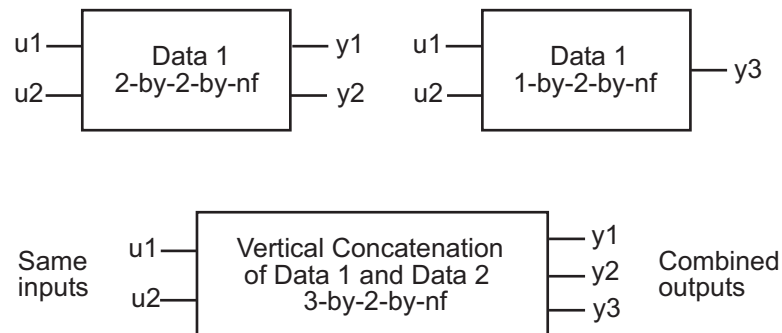 u1
u2
Data 1
2-by-2-by-nf
y1
y2
u1
u2
Data 1
1-by-2-by-nf
y3
Same
inputs
u1
u2
Vertical Concatenation
of Data 1 and Data 2
3-by-2-by-nf
y1
y2
y3
Combined
outputs